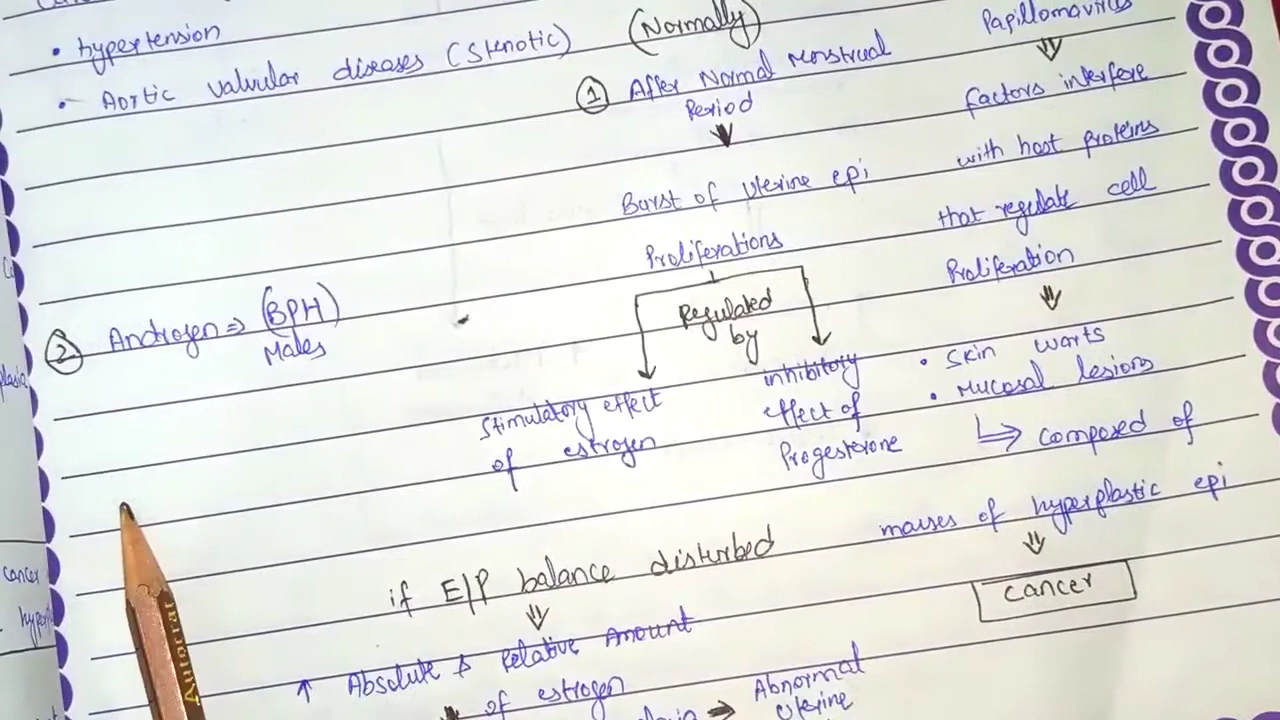 • hypertension
• Aortic valvular diseases (Stenotic)
(Normally)
① After Normal Menstrual
Period
Burst of Uterine epi
Proliferations
Regulated
by
Stimulatory effect
of estrogen
inhibitory
effect of
Progesterone
② Androgen ⇒ (BPH)
Males
if E/P balance disturbed
↑ Absolute & Relative Amount
of estrogen
Abnormal
Uterine
Papillomavirus
factors interfere
with host proteins
that regulate cell
Proliferation
• Skin warts
• Mucosal lesions
composed of
masses of hyperplastic epi
cancer
cancer
Autocrat